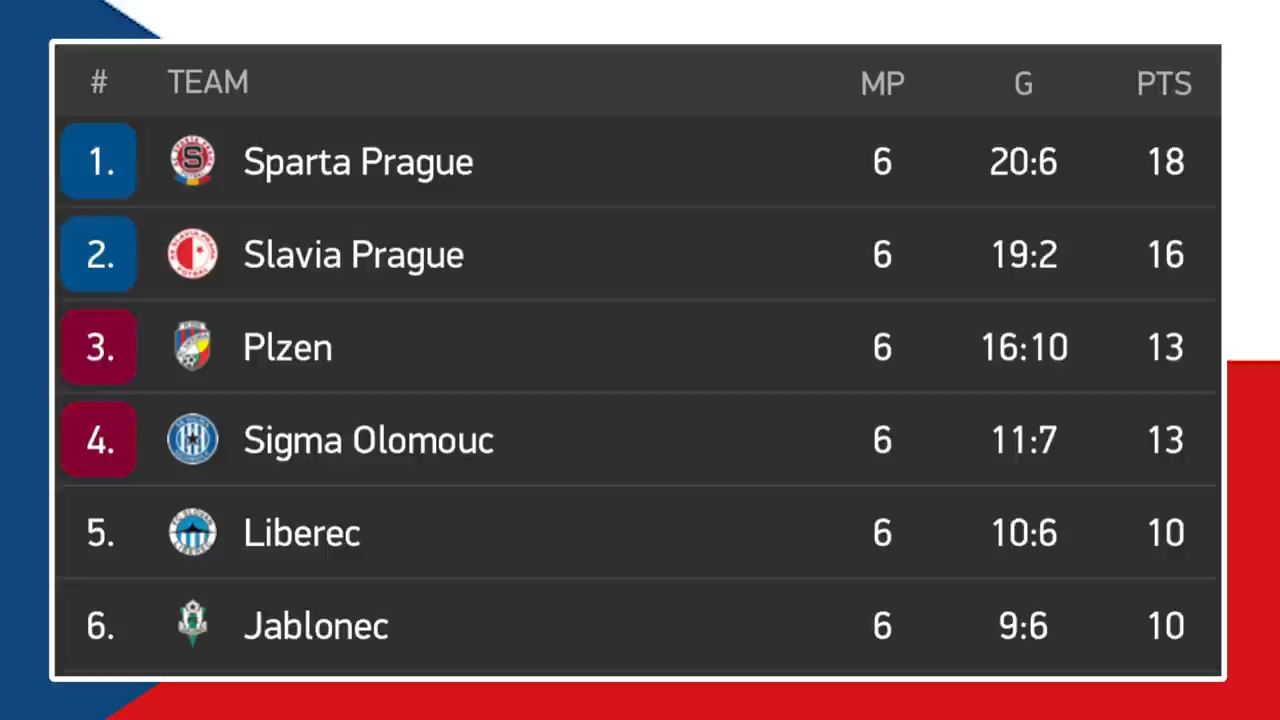 # TEAM MP G PTS
1. Sparta Prague 6 20:6 18
2. Slavia Prague 6 19:2 16
3. Plzen 6 16:10 13
4. Sigma Olomouc 6 11:7 13
5. Liberec 6 10:6 10
6. Jablonec 6 9:6 10